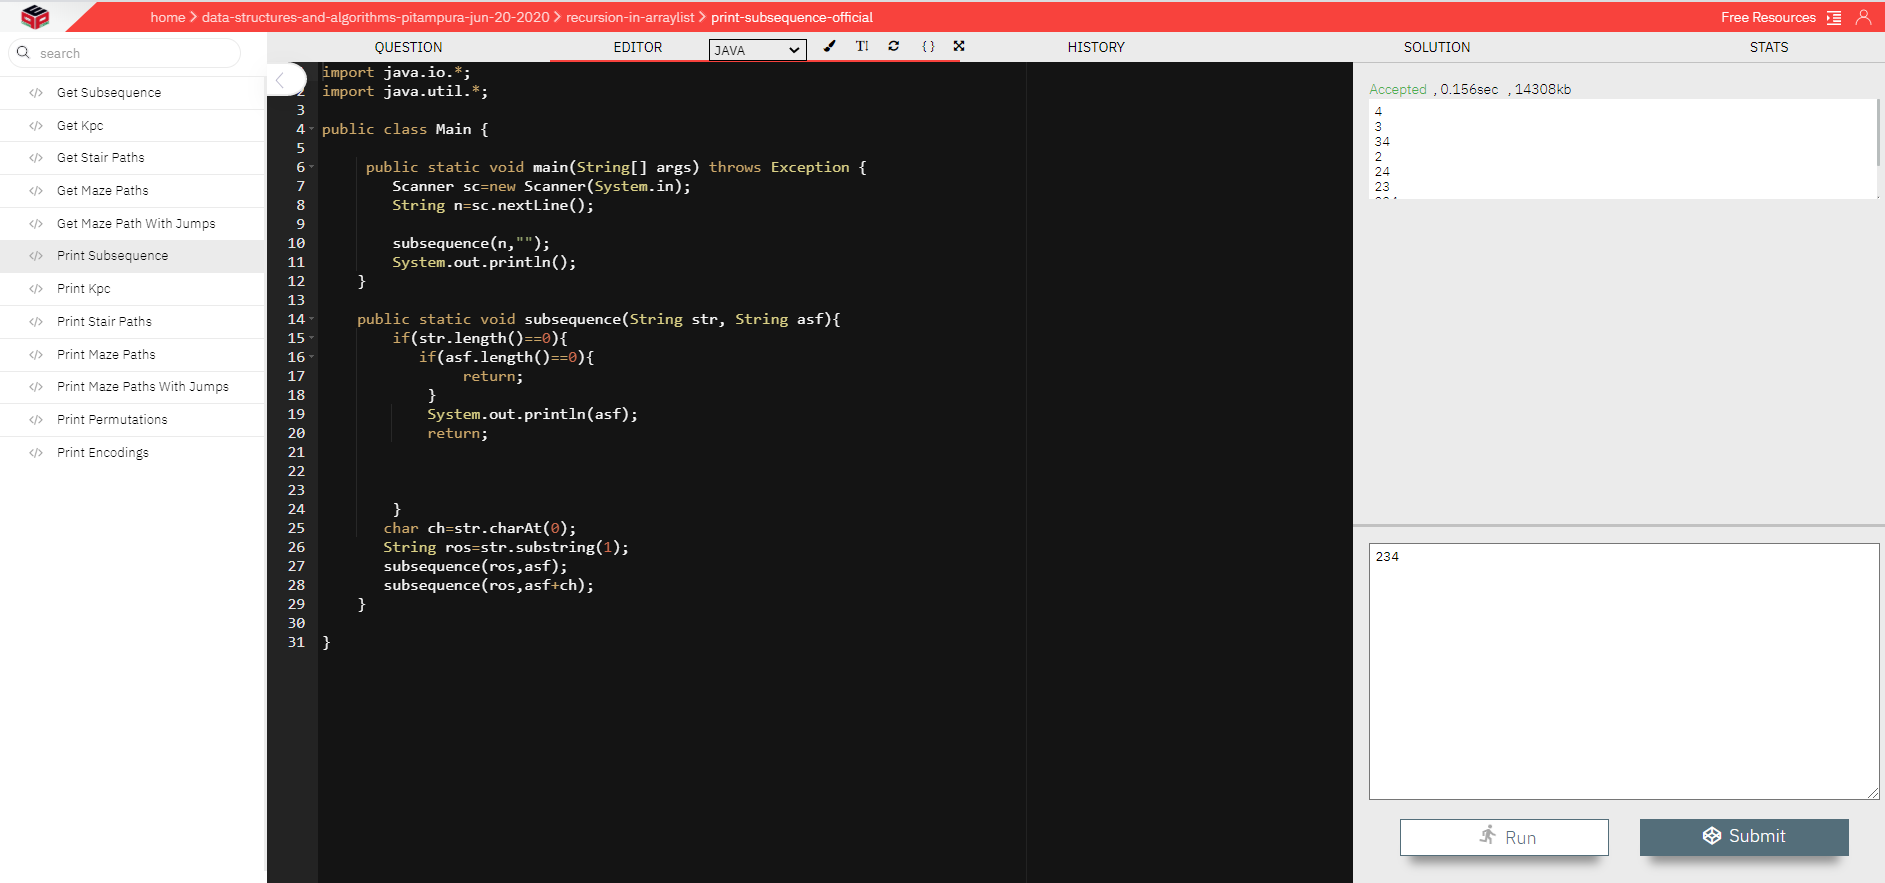 home > data-structures-and-algorithms-pitampura-jun-20-2020 > recursion-in-arraylist > print-subsequence-official
Free Resources
search
Get Subsequence
Get Kpc
Get Stair Paths
Get Maze Paths
Get Maze Path With Jumps
Print Subsequence
Print Kpc
Print Stair Paths
Print Maze Paths
Print Maze Paths With Jumps
Print Permutations
Print Encodings
QUESTION
EDITOR
JAVA
TI
{ }
HISTORY
SOLUTION
STATS
import java.io.*;
2 import java.util.*;
3
4 public class Main {
5
6 public static void main(String[] args) throws Exception {
7 Scanner sc=new Scanner(System.in);
8 String n=sc.nextLine();
9
10 subsequence(n,"");
11 System.out.println();
12 }
13
14 public static void subsequence(String str, String asf){
15 if(str.length()==0){
16 if(asf.length()==0){
17 return;
18 }
19 System.out.println(asf);
20 return;
21
22
23
24 }
25 char ch=str.charAt(0);
26 String ros=str.substring(1);
27 subsequence(ros,asf);
28 subsequence(ros,asf+ch);
29 }
30
31 }
Accepted , 0.156sec , 14308kb
4
3
34
2
24
23
234
Run
Submit